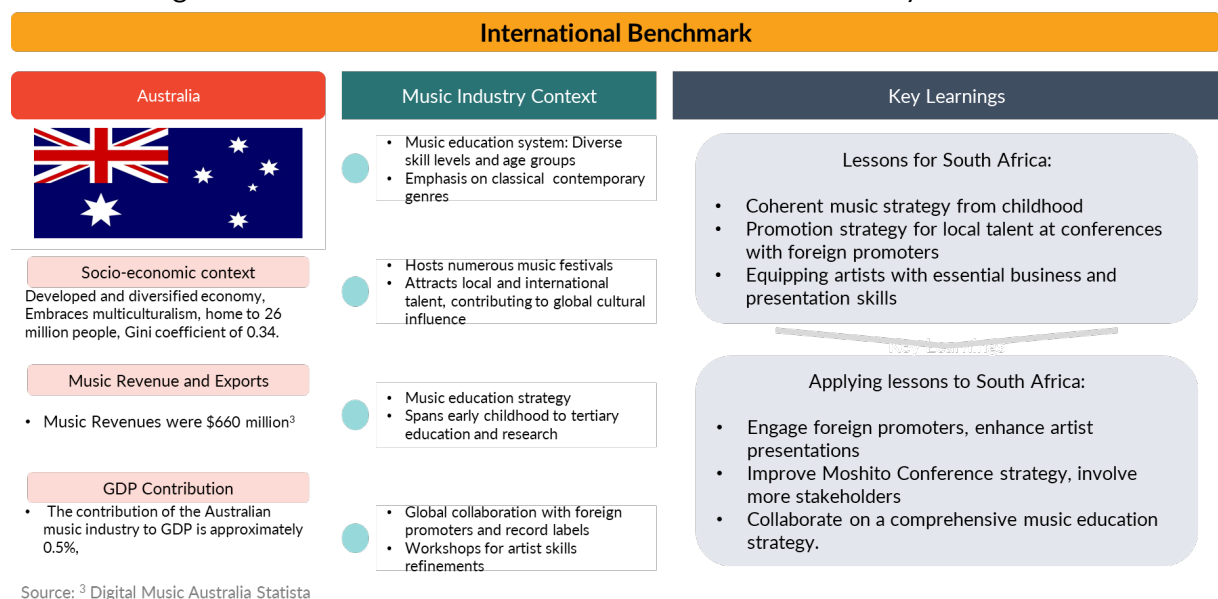 International Benchmark
Australia
Socio-economic context
Developed and diversified economy,
Embraces multiculturalism, home to 26
million people, Gini coefficient of 0.34.
Music Revenue and Exports
• Music Revenues were $660 million³
GDP Contribution
• The contribution of the Australian
music industry to GDP is approximately
0.5%,
Source: ³ Digital Music Australia Statista
Music Industry Context
• Music education system: Diverse
skill levels and age groups
• Emphasis on classical contemporary
genres
• Hosts numerous music festivals
• Attracts local and international
talent, contributing to global cultural
influence
• Music education strategy
• Spans early childhood to tertiary
education and research
• Global collaboration with foreign
promoters and record labels
• Workshops for artist skills
refinements
Key Learnings
Lessons for South Africa:
• Coherent music strategy from childhood
• Promotion strategy for local talent at conferences
with foreign promoters
• Equipping artists with essential business and
presentation skills
Key Learnings
Applying lessons to South Africa:
• Engage foreign promoters, enhance artist
presentations
• Improve Moshito Conference strategy, involve
more stakeholders
• Collaborate on a comprehensive music education
strategy.